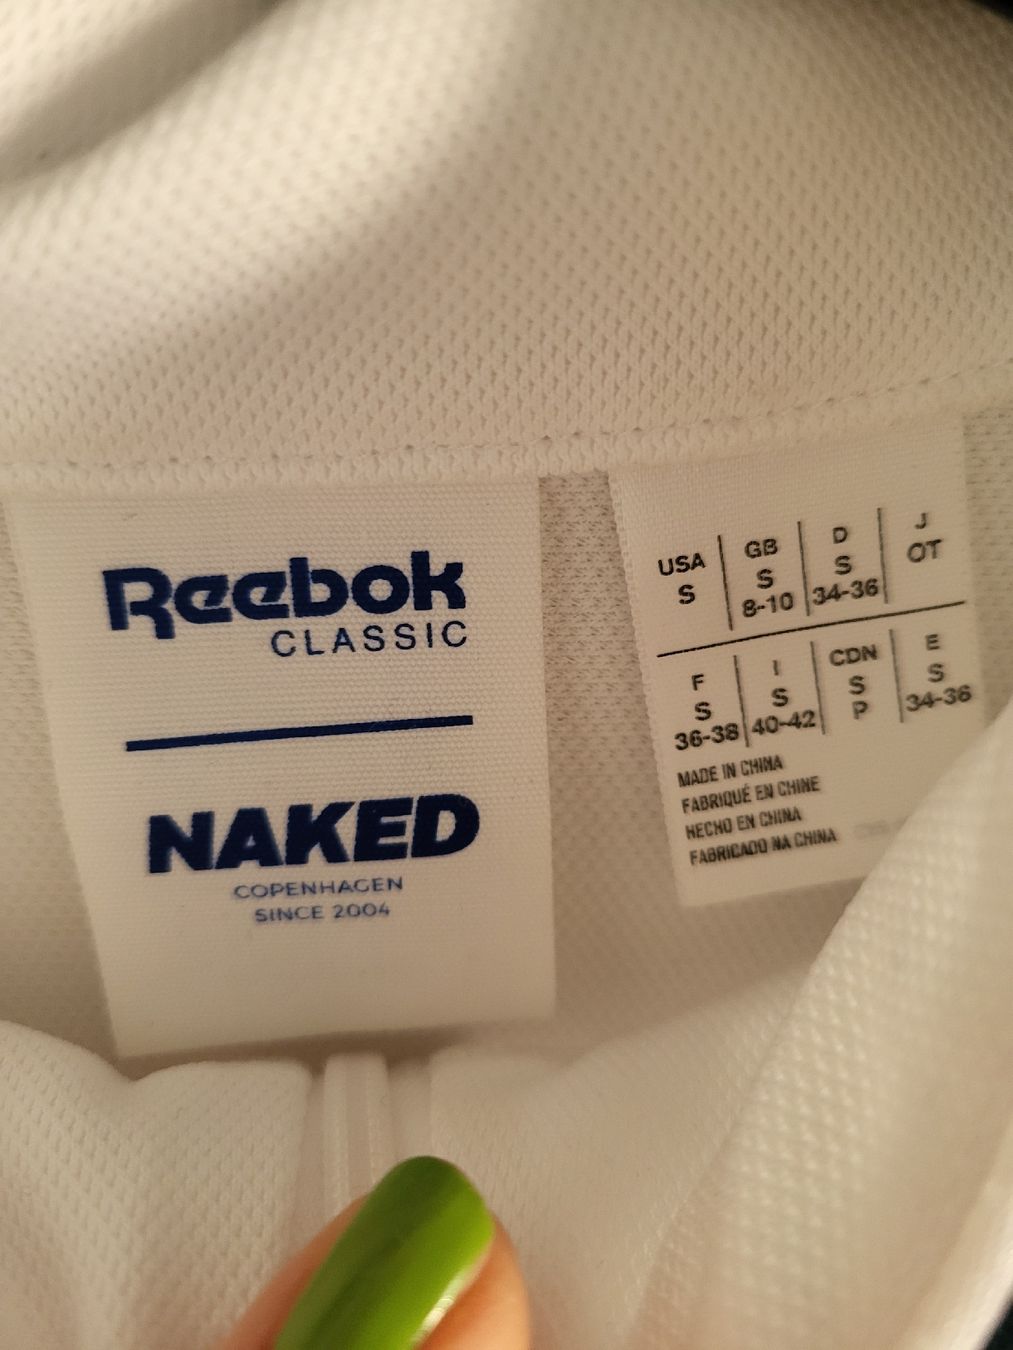 Reebok
CLASSIC
NAKED
COPENHAGEN
SINCE 2004
USA GB D J
S S S OT
8-10 34-36
F I CDN E
S S S S
36-38 40-42 P 34-36
MADE IN CHINA
FABRIQUÉ EN CHINE
HECHO EN CHINA
FABRICADO NA CHINA